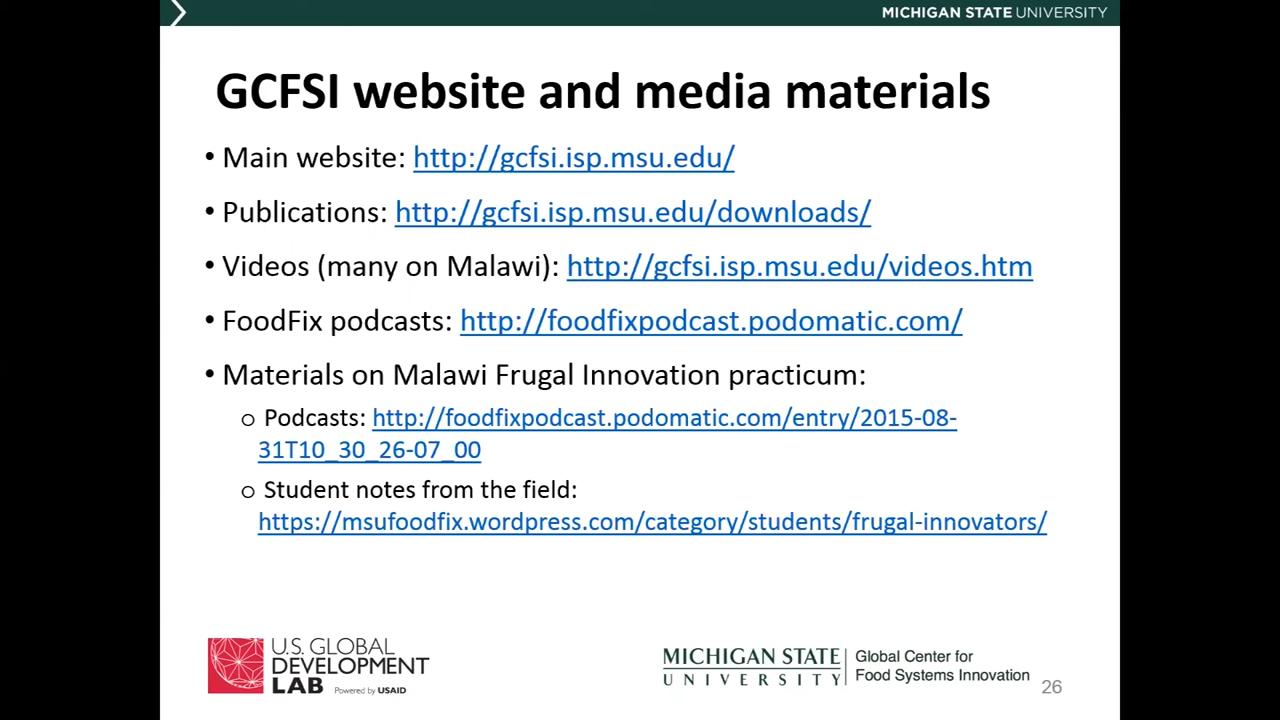 MICHIGAN STATE UNIVERSITY
GCFSI website and media materials
• Main website: http://gcfsi.isp.msu.edu/
• Publications: http://gcfsi.isp.msu.edu/downloads/
• Videos (many on Malawi): http://gcfsi.isp.msu.edu/videos.htm
• FoodFix podcasts: http://foodfixpodcast.podomatic.com/
• Materials on Malawi Frugal Innovation practicum:
o Podcasts: http://foodfixpodcast.podomatic.com/entry/2015-08-
31T10_30_26-07_00
o Student notes from the field:
https://msufoodfix.wordpress.com/category/students/frugal-innovators/
U.S. GLOBAL
DEVELOPMENT
LAB Powered by USAID
MICHIGAN STATE
UNIVERSITY
Global Center for
Food Systems Innovation
26